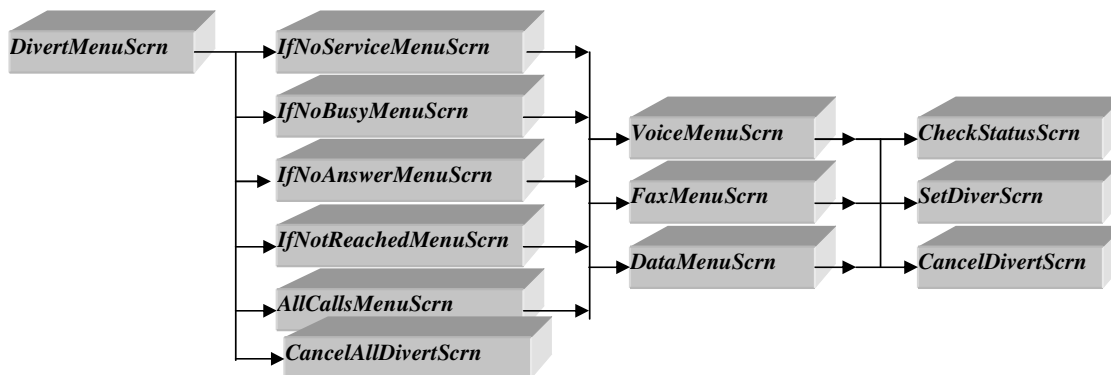 DivertMenuScrn
IfNoServiceMenuScrn
IfNoBusyMenuScrn
IfNoAnswerMenuScrn
IfNotReachedMenuScrn
AllCallsMenuScrn
CancelAllDivertScrn
VoiceMenuScrn
FaxMenuScrn
DataMenuScrn
CheckStatusScrn
SetDiverScrn
CancelDivertScrn